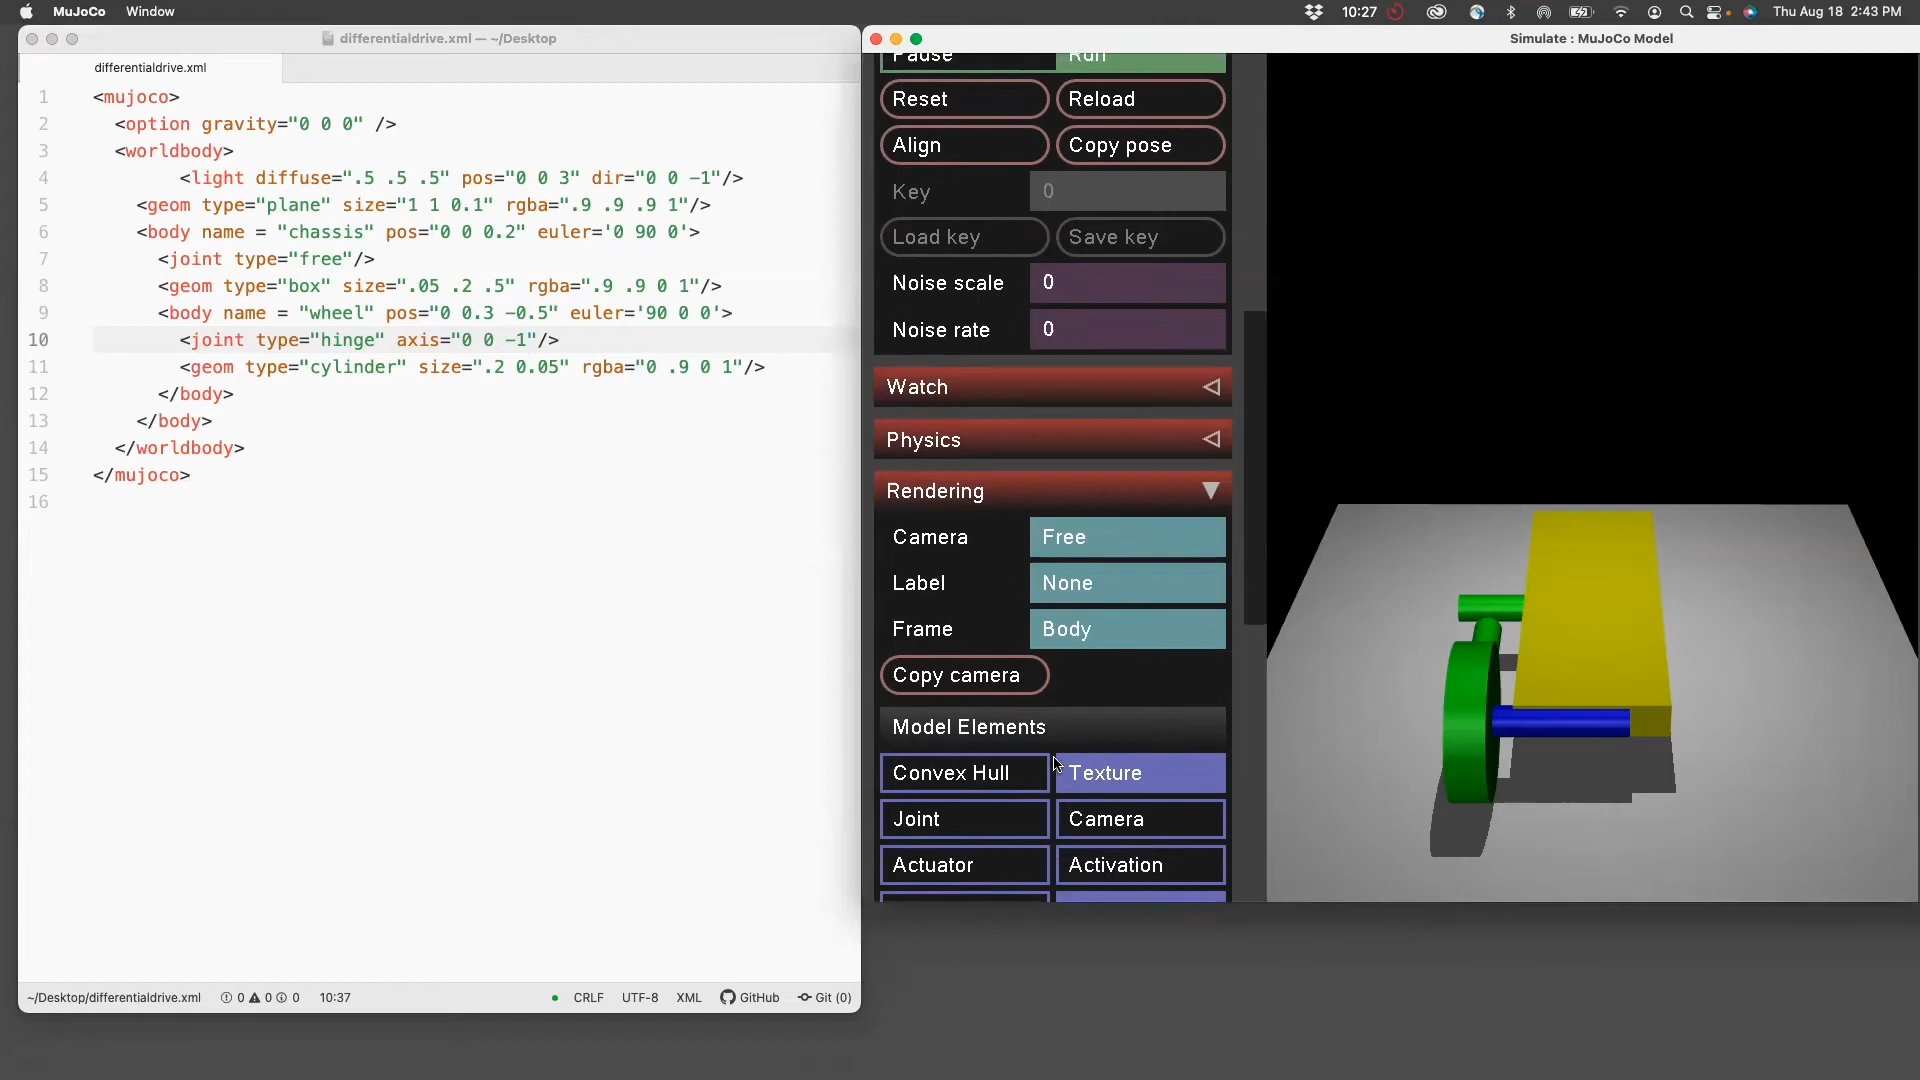 MuJoCo Window 10:27 Thu Aug 18 2:43 PM
differentialdrive.xml — ~/Desktop
differentialdrive.xml
1 <mujoco>
2 <option gravity="0 0 0" />
3 <worldbody>
4 <light diffuse=".5 .5 .5" pos="0 0 3" dir="0 0 -1"/>
5 <geom type="plane" size="1 1 0.1" rgba=".9 .9 .9 1"/>
6 <body name = "chassis" pos="0 0 0.2" euler='0 90 0'>
7 <joint type="free"/>
8 <geom type="box" size=".05 .2 .5" rgba=".9 .9 0 1"/>
9 <body name = "wheel" pos="0 0.3 -0.5" euler='90 0 0'>
10 <joint type="hinge" axis="0 0 -1"/>
11 <geom type="cylinder" size=".2 0.05" rgba="0 .9 0 1"/>
12 </body>
13 </body>
14 </worldbody>
15 </mujoco>
16
~/Desktop/differentialdrive.xml 0 0 0 10:37 CRLF UTF-8 XML GitHub Git (0)
Simulate : MuJoCo Model
Pause Run
Reset Reload
Align Copy pose
Key 0
Load key Save key
Noise scale 0
Noise rate 0
Watch
Physics
Rendering
Camera Free
Label None
Frame Body
Copy camera
Model Elements
Convex Hull Texture
Joint Camera
Actuator Activation